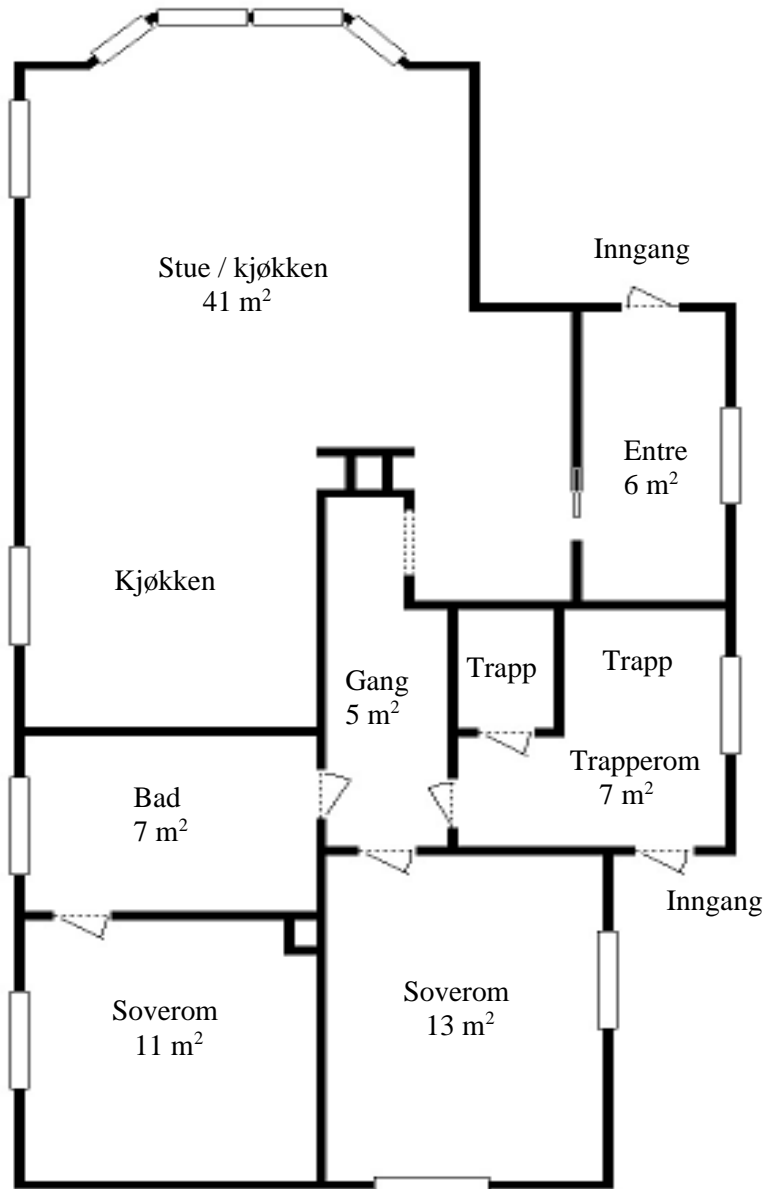 Inngang
Stue / kjøkken
41 m²
Entre
6 m²
Kjøkken
Trapp
Trapp
Gang
5 m²
Trapperom
7 m²
Bad
7 m²
Inngang
Soverom
13 m²
Soverom
11 m²